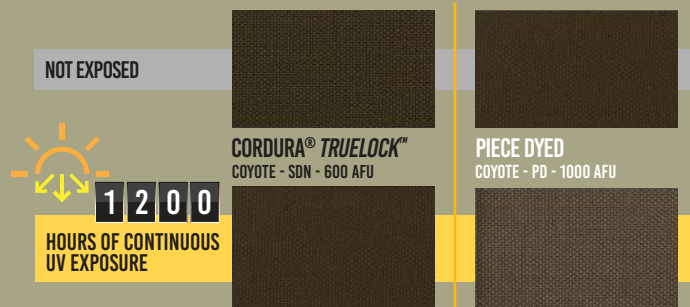 NOT EXPOSED
CORDURA® TRUELOCK™
COYOTE - SDN - 600 AFU
PIECE DYED
COYOTE - PD - 1000 AFU
1200
HOURS OF CONTINUOUS
UV EXPOSURE